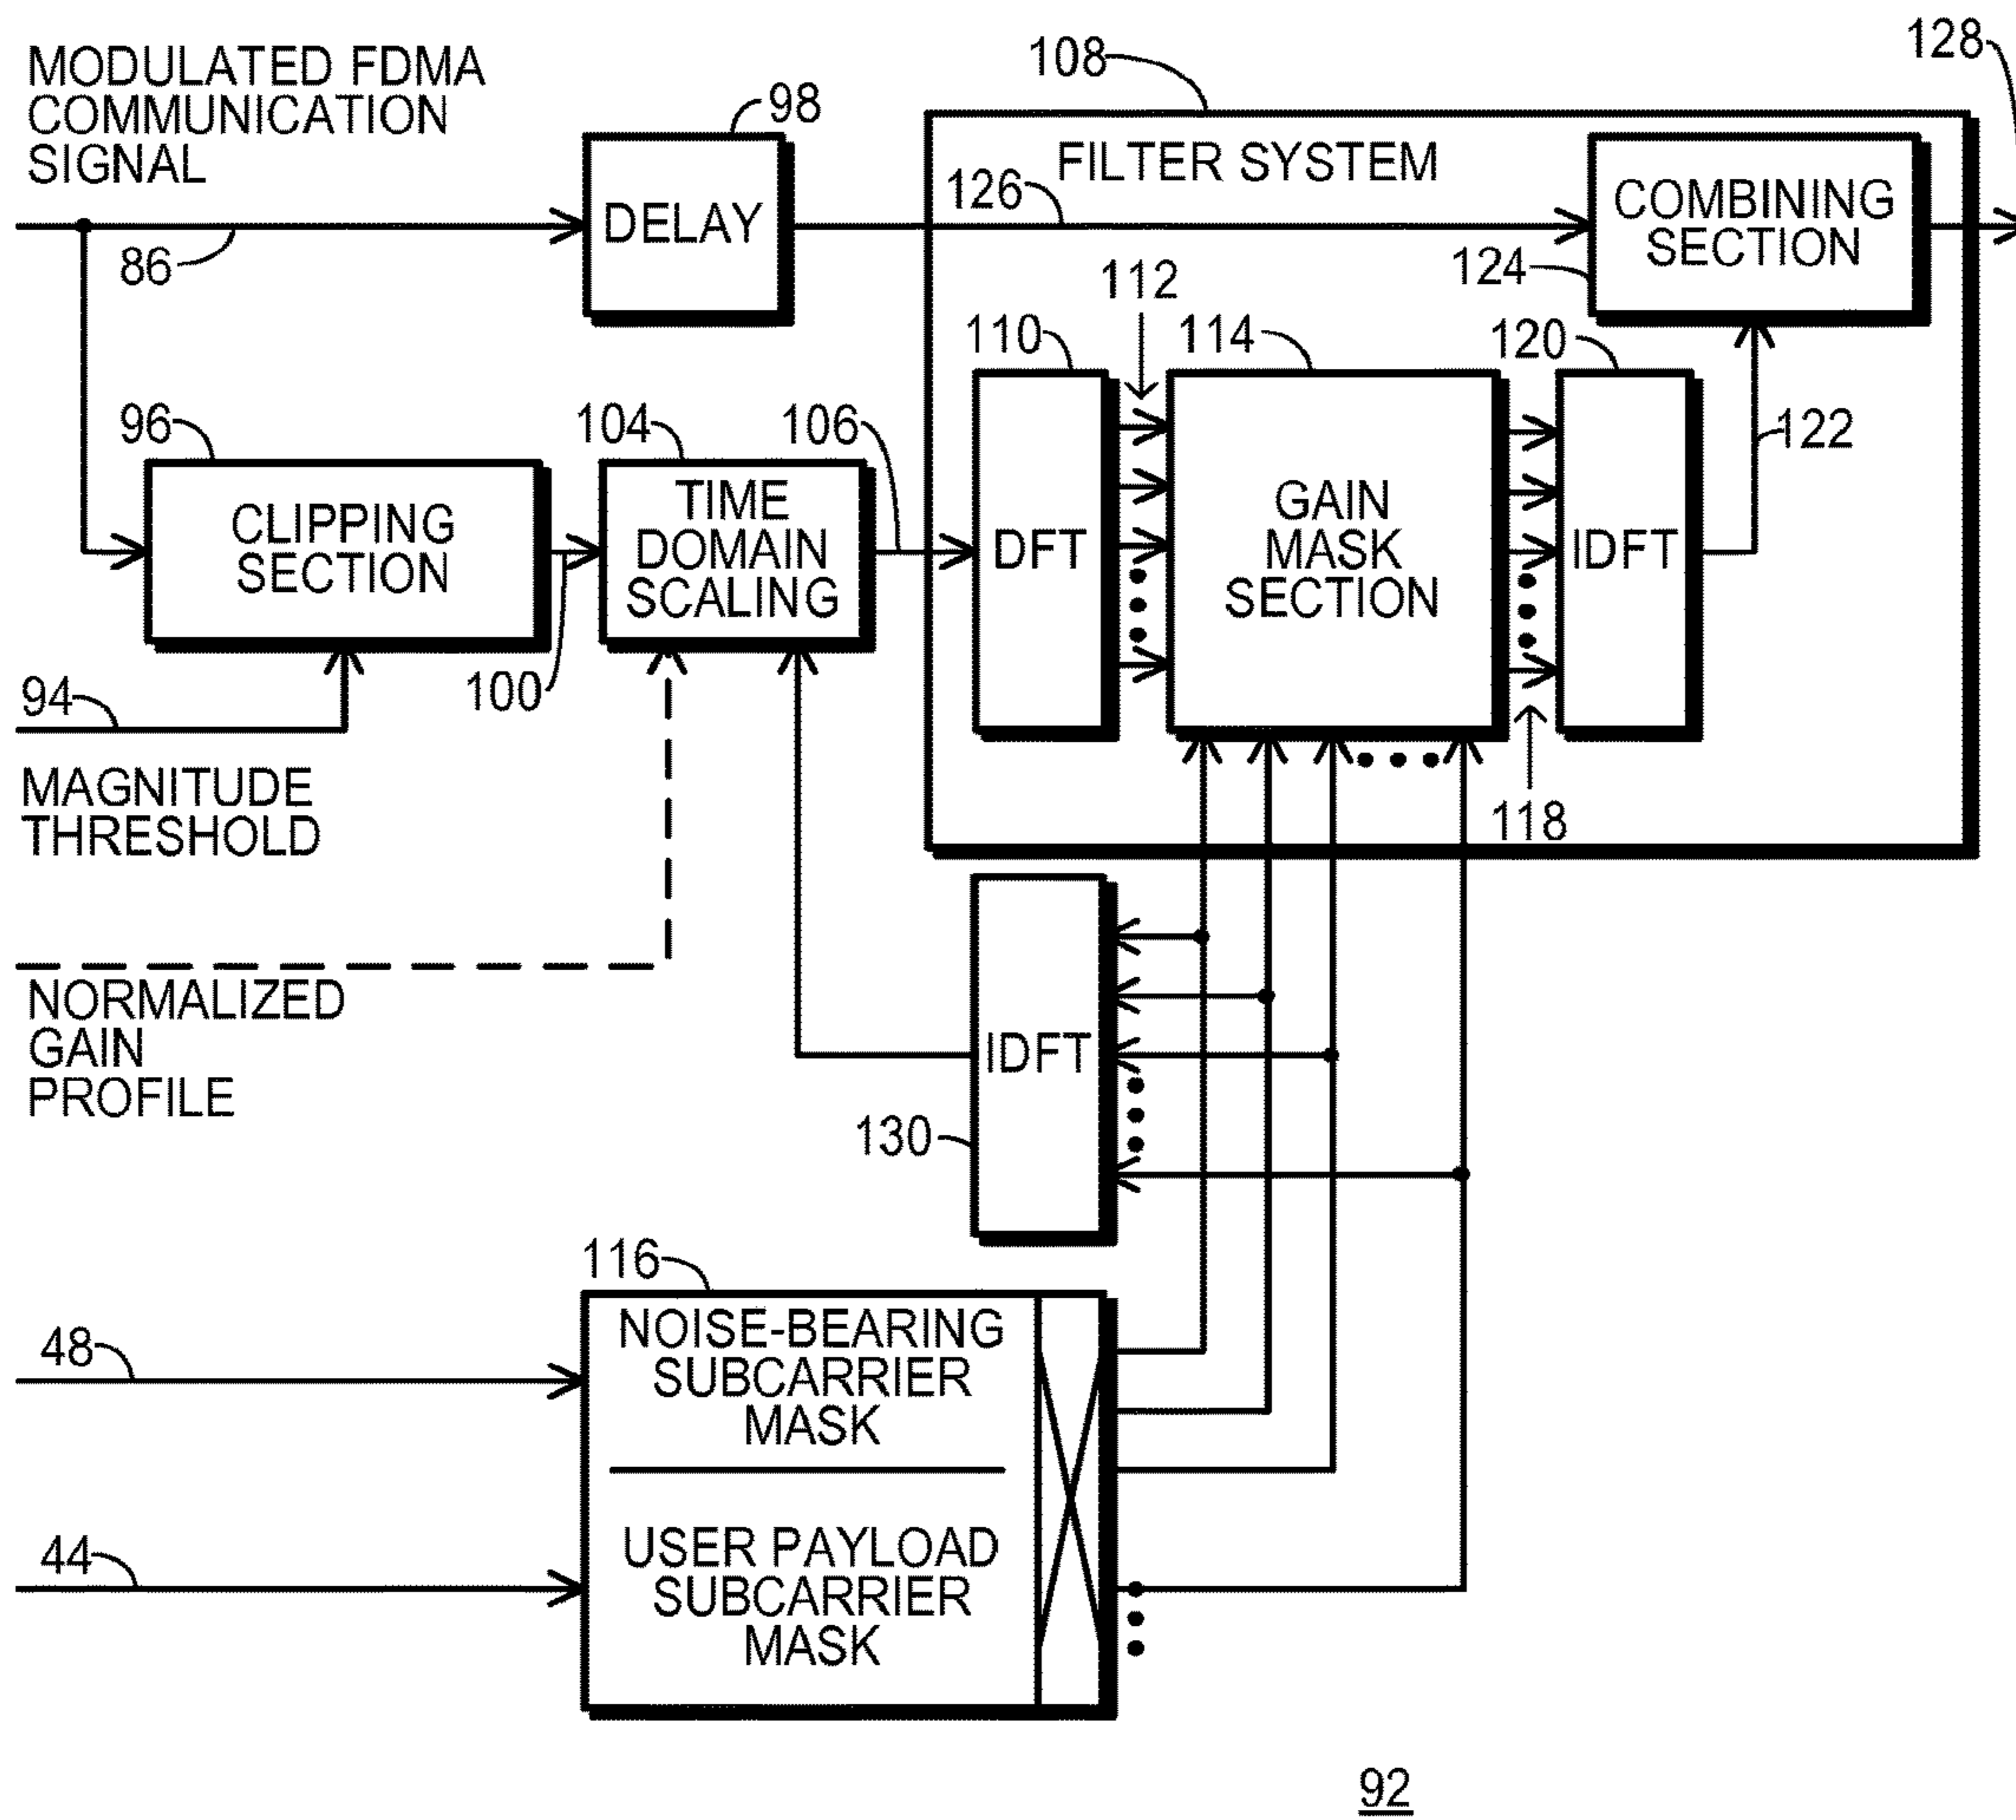 MODULATED FDMA
COMMUNICATION
SIGNAL
86
98
DELAY
108
128
FILTER SYSTEM
126
COMBINING
SECTION
124
112
110
114
120
122
96
CLIPPING
SECTION
104
TIME
DOMAIN
SCALING
106
100
DFT
GAIN
MASK
SECTION
IDFT
118
94
MAGNITUDE
THRESHOLD
NORMALIZED
GAIN
PROFILE
IDFT
130
116
48
NOISE-BEARING
SUBCARRIER
MASK
44
USER PAYLOAD
SUBCARRIER
MASK
92